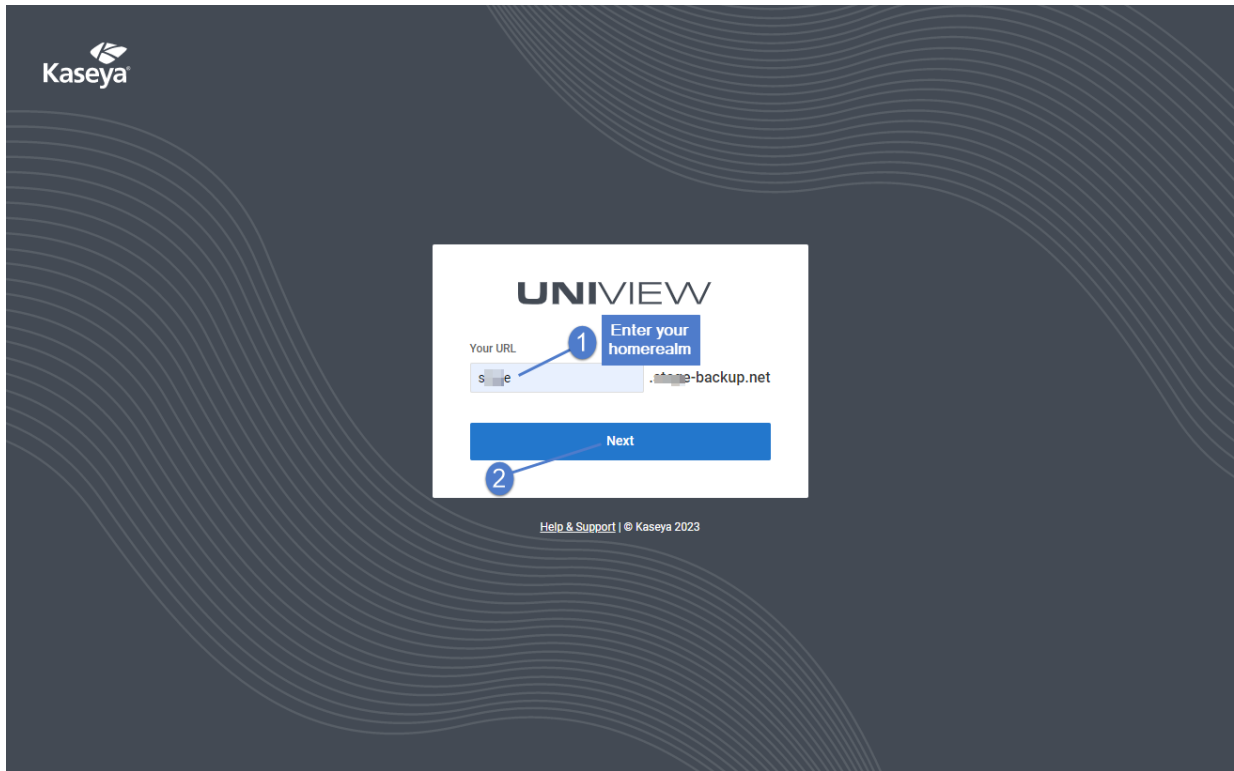 Kaseya
UNIVIEW
1
Enter your
homerealm
Your URL
-backup.net
Next
2
Help & Support | © Kaseya 2023